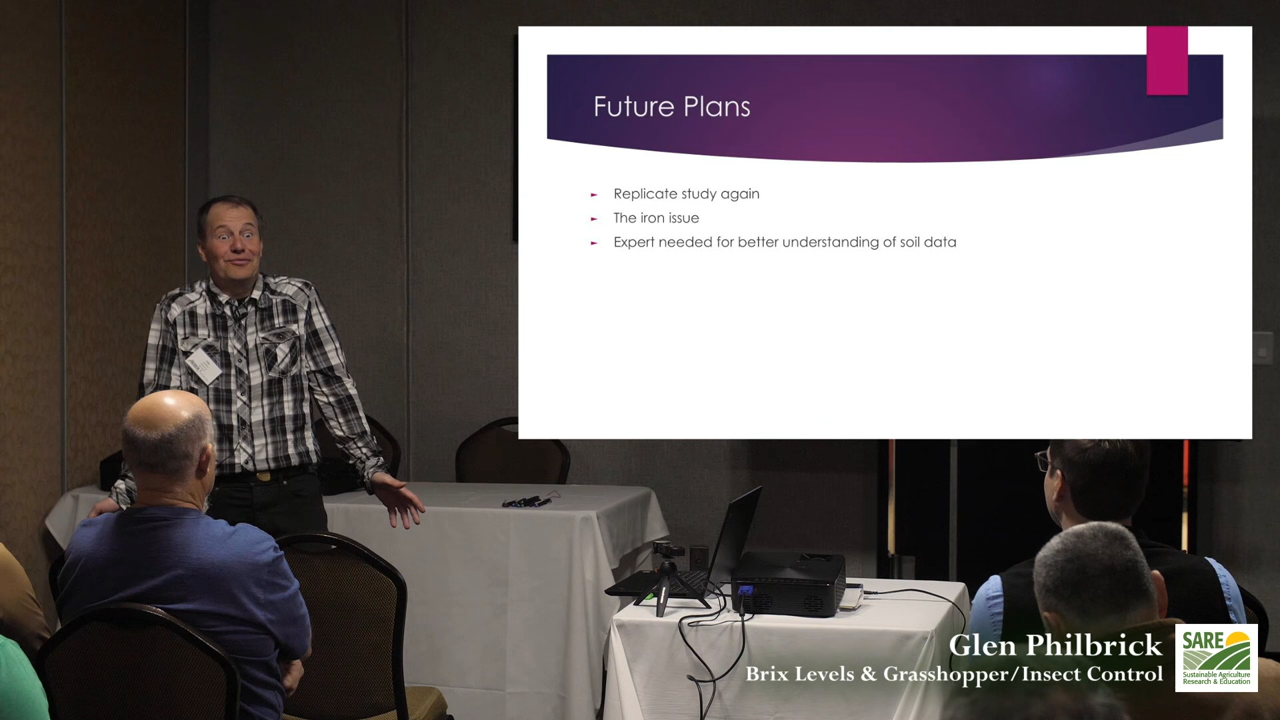 Future Plans
Replicate study again
The iron issue
Expert needed for better understanding of soil data
Glen Philbrick
Brix Levels & Grasshopper/Insect Control
SARE
Sustainable Agriculture
Research & Education